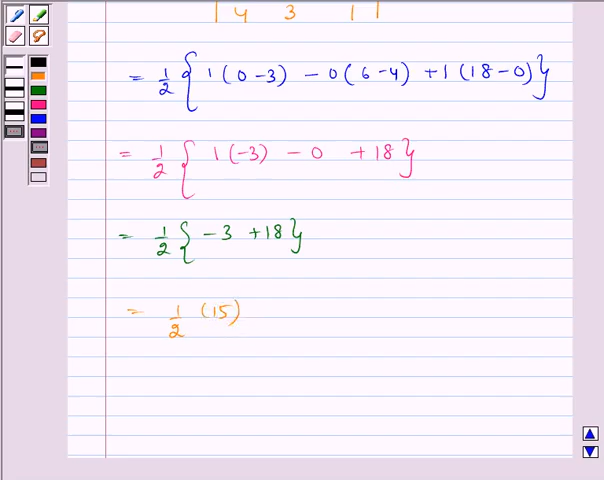 | 4 3 1 |
= 1/2 { 1 ( 0 - 3 ) - 0 ( 6 - 4 ) + 1 ( 18 - 0 ) }
= 1/2 { 1 ( -3 ) - 0 + 18 }
= 1/2 { - 3 + 18 }
= 1/2 ( 15 )